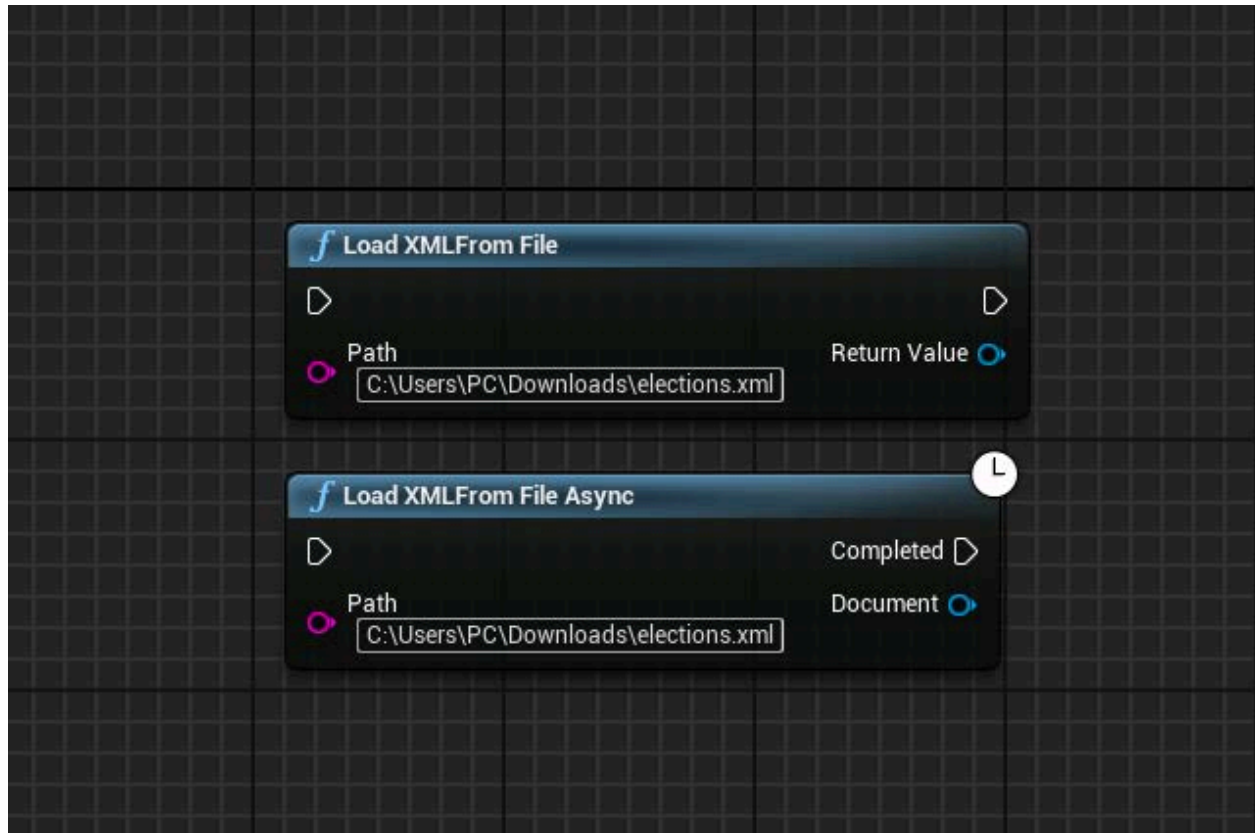 f Load XMLFrom File
Path
Return Value
C:\Users\PC\Downloads\elections.xml
f Load XMLFrom File Async
Completed
Path
Document
C:\Users\PC\Downloads\elections.xml